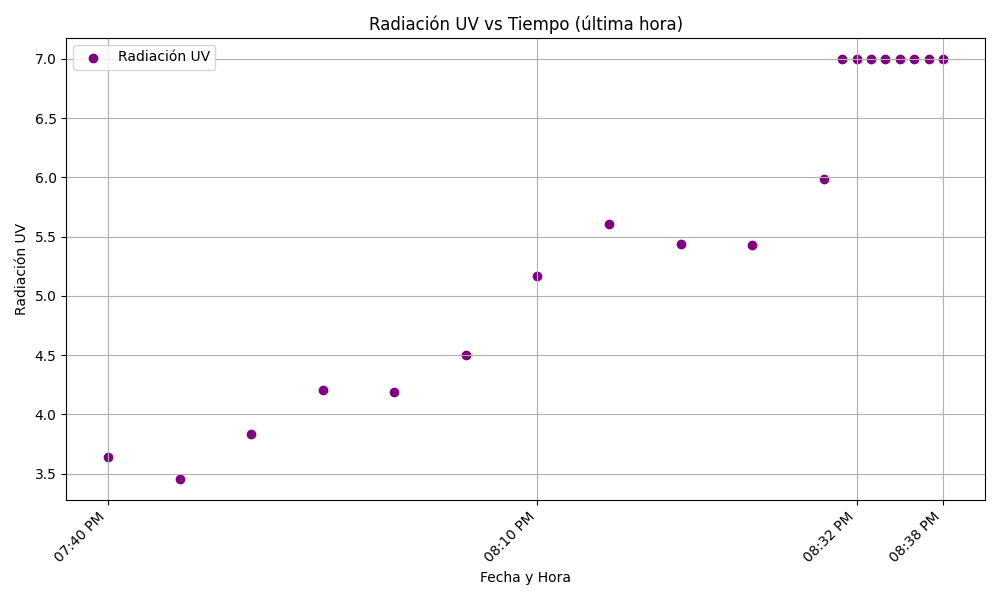 Radiación UV vs Tiempo (última hora)
Radiación UV
7.0
6.5
6.0
5.5
5.0
4.5
4.0
3.5
Radiación UV
07:40 PM
08:10 PM
08:32 PM
08:38 PM
Fecha y Hora